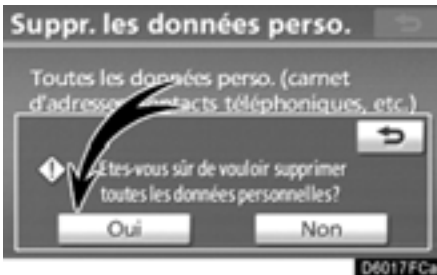 Suppr. les données perso.
Toutes les données perso. (carnet
d'adresses, contacts téléphoniques, etc.)
Etes-vous sûr de vouloir supprimer
toutes les données personnelles?
Oui Non
D6017FCa